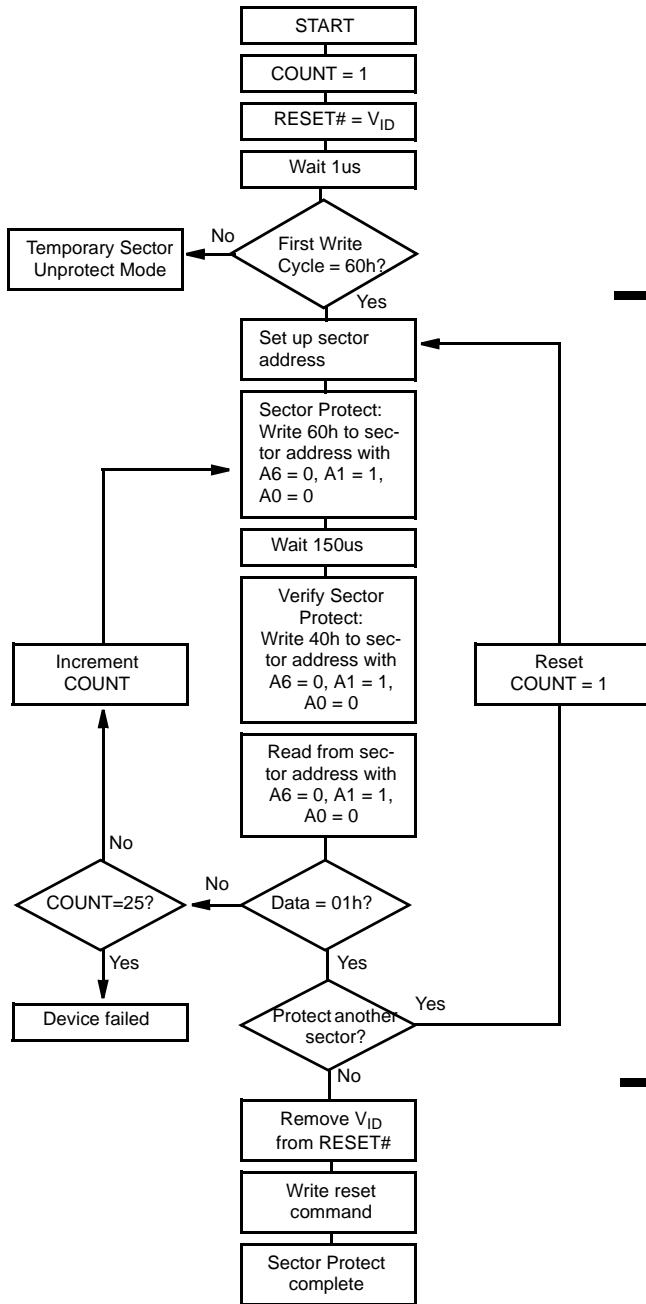 START
COUNT = 1
RESET# = VID
Wait 1us
First Write
Cycle = 60h?
No
Temporary Sector
Unprotect Mode
Yes
Set up sector
address
Sector Protect:
Write 60h to sec-
tor address with
A6 = 0, A1 = 1,
A0 = 0
Wait 150us
Verify Sector
Protect:
Write 40h to sec-
tor address with
A6 = 0, A1 = 1,
A0 = 0
Increment
COUNT
Reset
COUNT = 1
Read from sec-
tor address with
A6 = 0, A1 = 1,
A0 = 0
No
COUNT=25?
No
Data = 01h?
Yes
Yes
Device failed
Protect another
sector?
Yes
No
Remove VID
from RESET#
Write reset
command
Sector Protect
complete